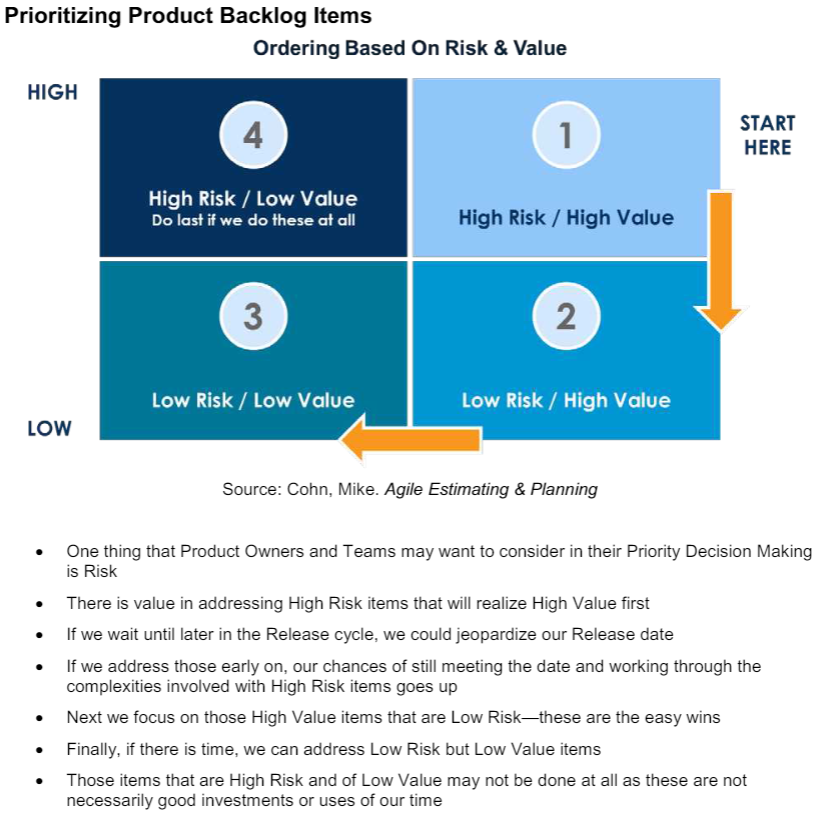 Prioritizing Product Backlog Items
Ordering Based On Risk & Value
HIGH
4
High Risk / Low Value
Do last if we do these at all
1
High Risk / High Value
START
HERE
3
Low Risk / Low Value
2
Low Risk / High Value
LOW
Source: Cohn, Mike. Agile Estimating & Planning
• One thing that Product Owners and Teams may want to consider in their Priority Decision Making
is Risk
• There is value in addressing High Risk items that will realize High Value first
• If we wait until later in the Release cycle, we could jeopardize our Release date
• If we address those early on, our chances of still meeting the date and working through the
complexities involved with High Risk items goes up
• Next we focus on those High Value items that are Low Risk—these are the easy wins
• Finally, if there is time, we can address Low Risk but Low Value items
• Those items that are High Risk and of Low Value may not be done at all as these are not
necessarily good investments or uses of our time